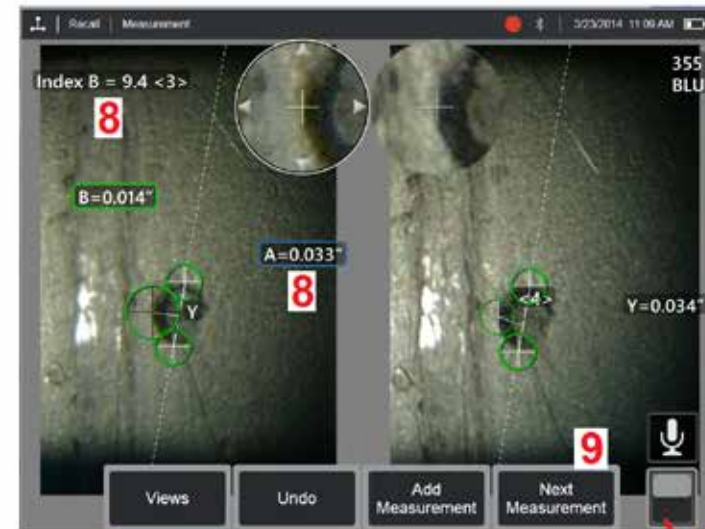 Recall | Measurement 3/23/2014 11:09 AM
Index B = 9.4 <3>
355
BLU
8
B=0.014"
A=0.033"
8
Y
<4>
Y=0.034"
9
Views
Undo
Add
Measurement
Next
Measurement